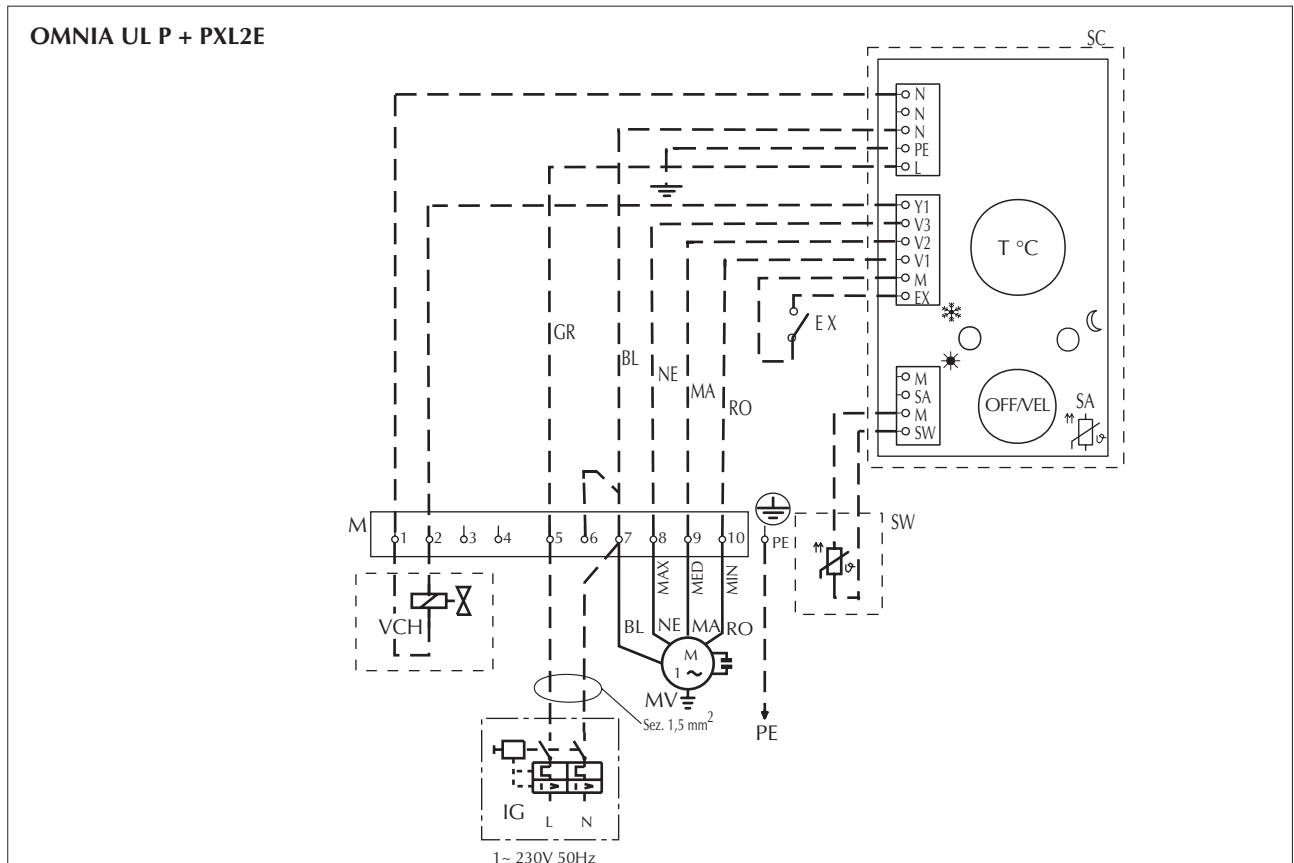 OMNIA UL P + PXL2E
SC
N
N
N
PE
L
Y1
V3
V2
V1
M
EX
T °C
E X
GR
BL
NE
MA
RO
M
SA
M
SW
OFF/VEL
SA
M
1
2
3
4
5
6
7
8
9
10
PE
SW
MAX
MED
MIN
VCH
BL
NE
MA
RO
M
1 ~
MV
Sez. 1,5 mm2
PE
IG
L
N
1~ 230V 50Hz